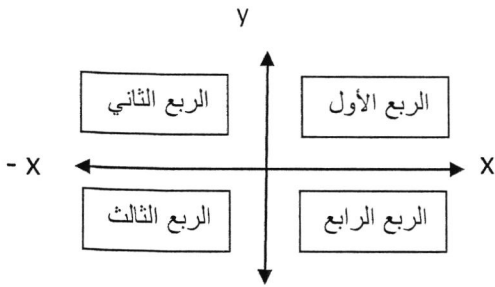 y
الربع الثاني
الربع الأول
- X
X
الربع الثالث
الربع الرابع